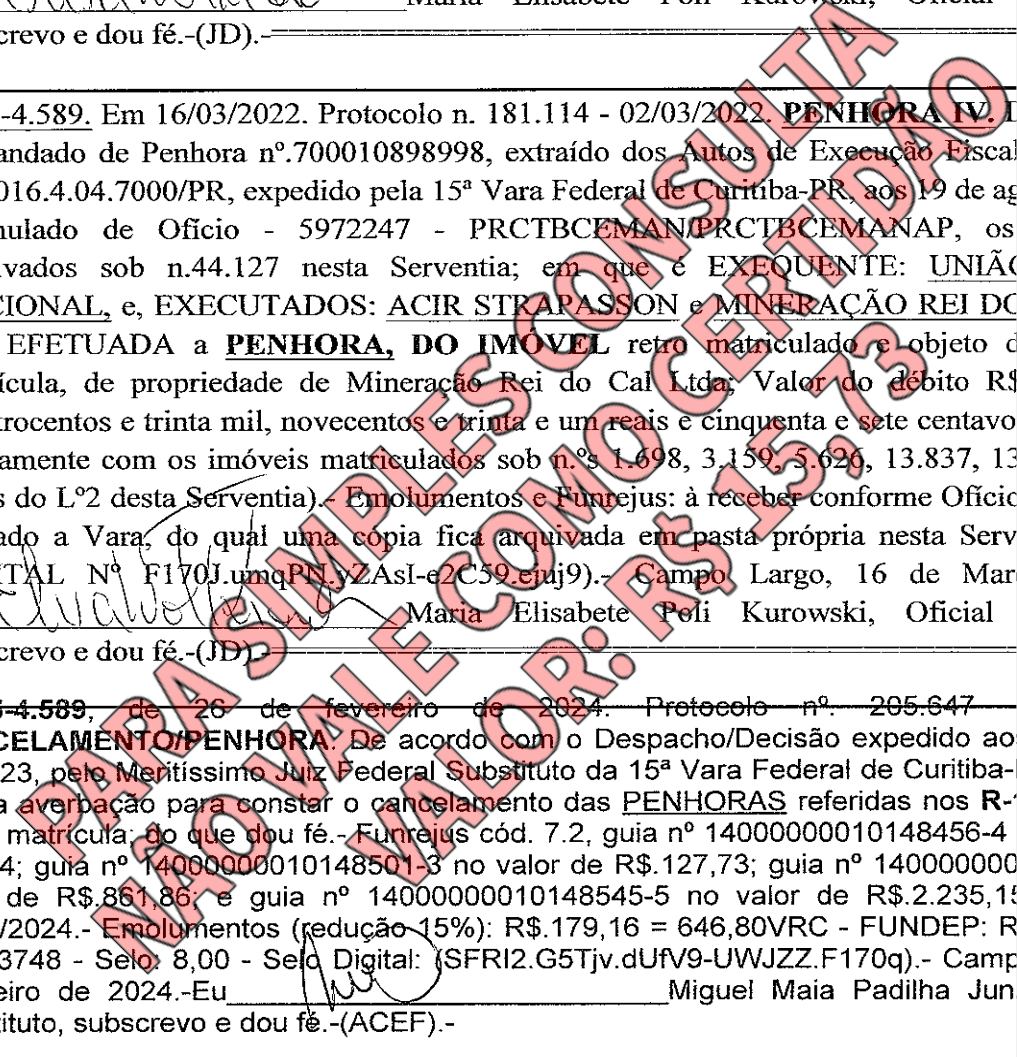 Maria Elisabete Poli Kurowski, Oficial
crevo e dou fé.-(JD).-
-4.589. Em 16/03/2022. Protocolo n. 181.114 - 02/03/2022. PENHORA IV. D
andado de Penhora nº.700010898998, extraído dos Autos de Execução Fiscal
016.4.04.7000/PR, expedido pela 15ª Vara Federal de Curitiba-PR, aos 19 de ag
nulado de Ofício - 5972247 - PRCTBCEMAN/PRCTBCEMANAP, os
ivados sob n.44.127 nesta Serventia; em que é EXEQUENTE: UNIÃO
CIONAL, e, EXECUTADOS: ACIR STRAPASSON e MINERAÇÃO REI DO
EFETUADA a PENHORA, DO IMÓVEL retro matriculado e objeto d
ícula, de propriedade de Mineração Rei do Cal Ltda; Valor do débito R$
trocentos e trinta mil, novecentos e trinta e um reais e cinquenta e sete centavo
amente com os imóveis matriculados sob n.ºs 1.698, 3.159, 5.626, 13.837, 13
s do Lº2 desta Serventia).- Emolumentos e Funrejus: à receber conforme Ofício
ado a Vara, do qual uma cópia fica arquivada em pasta própria nesta Serv
ITAL Nº F170J.umqPN.yZAsI-e2C59.ejuj9).- Campo Largo, 16 de Mar
Maria Elisabete Poli Kurowski, Oficial
crevo e dou fé.-(JD).-
-4.589, de 26 de fevereiro de 2024. Protocolo nº. 205.647
CELAMENTO/PENHORA. De acordo com o Despacho/Decisão expedido ao
23, pelo Meritíssimo Juiz Federal Substituto da 15ª Vara Federal de Curitiba-
a averbação para constar o cancelamento das PENHORAS referidas nos R-
matrícula; do que dou fé.- Funrejus cód. 7.2, guia nº 14000000010148456-4
4; guia nº 14000000010148501-3 no valor de R$.127,73; guia nº 140000000
de R$.861,86; e guia nº 14000000010148545-5 no valor de R$.2.235,15
/2024.- Emolumentos (redução 15%): R$.179,16 = 646,80VRC - FUNDEP: R
3748 - Selo: 8,00 - Selo Digital: (SFRI2.G5Tjv.dUfV9-UWJZZ.F170q).- Camp
eiro de 2024.-Eu Miguel Maia Padilha Jun
tituto, subscrevo e dou fé.-(ACEF).-
PARA SIMPLES CONSULTA
NÃO VALE COMO CERTIDÃO
VALOR: R$ 15,73